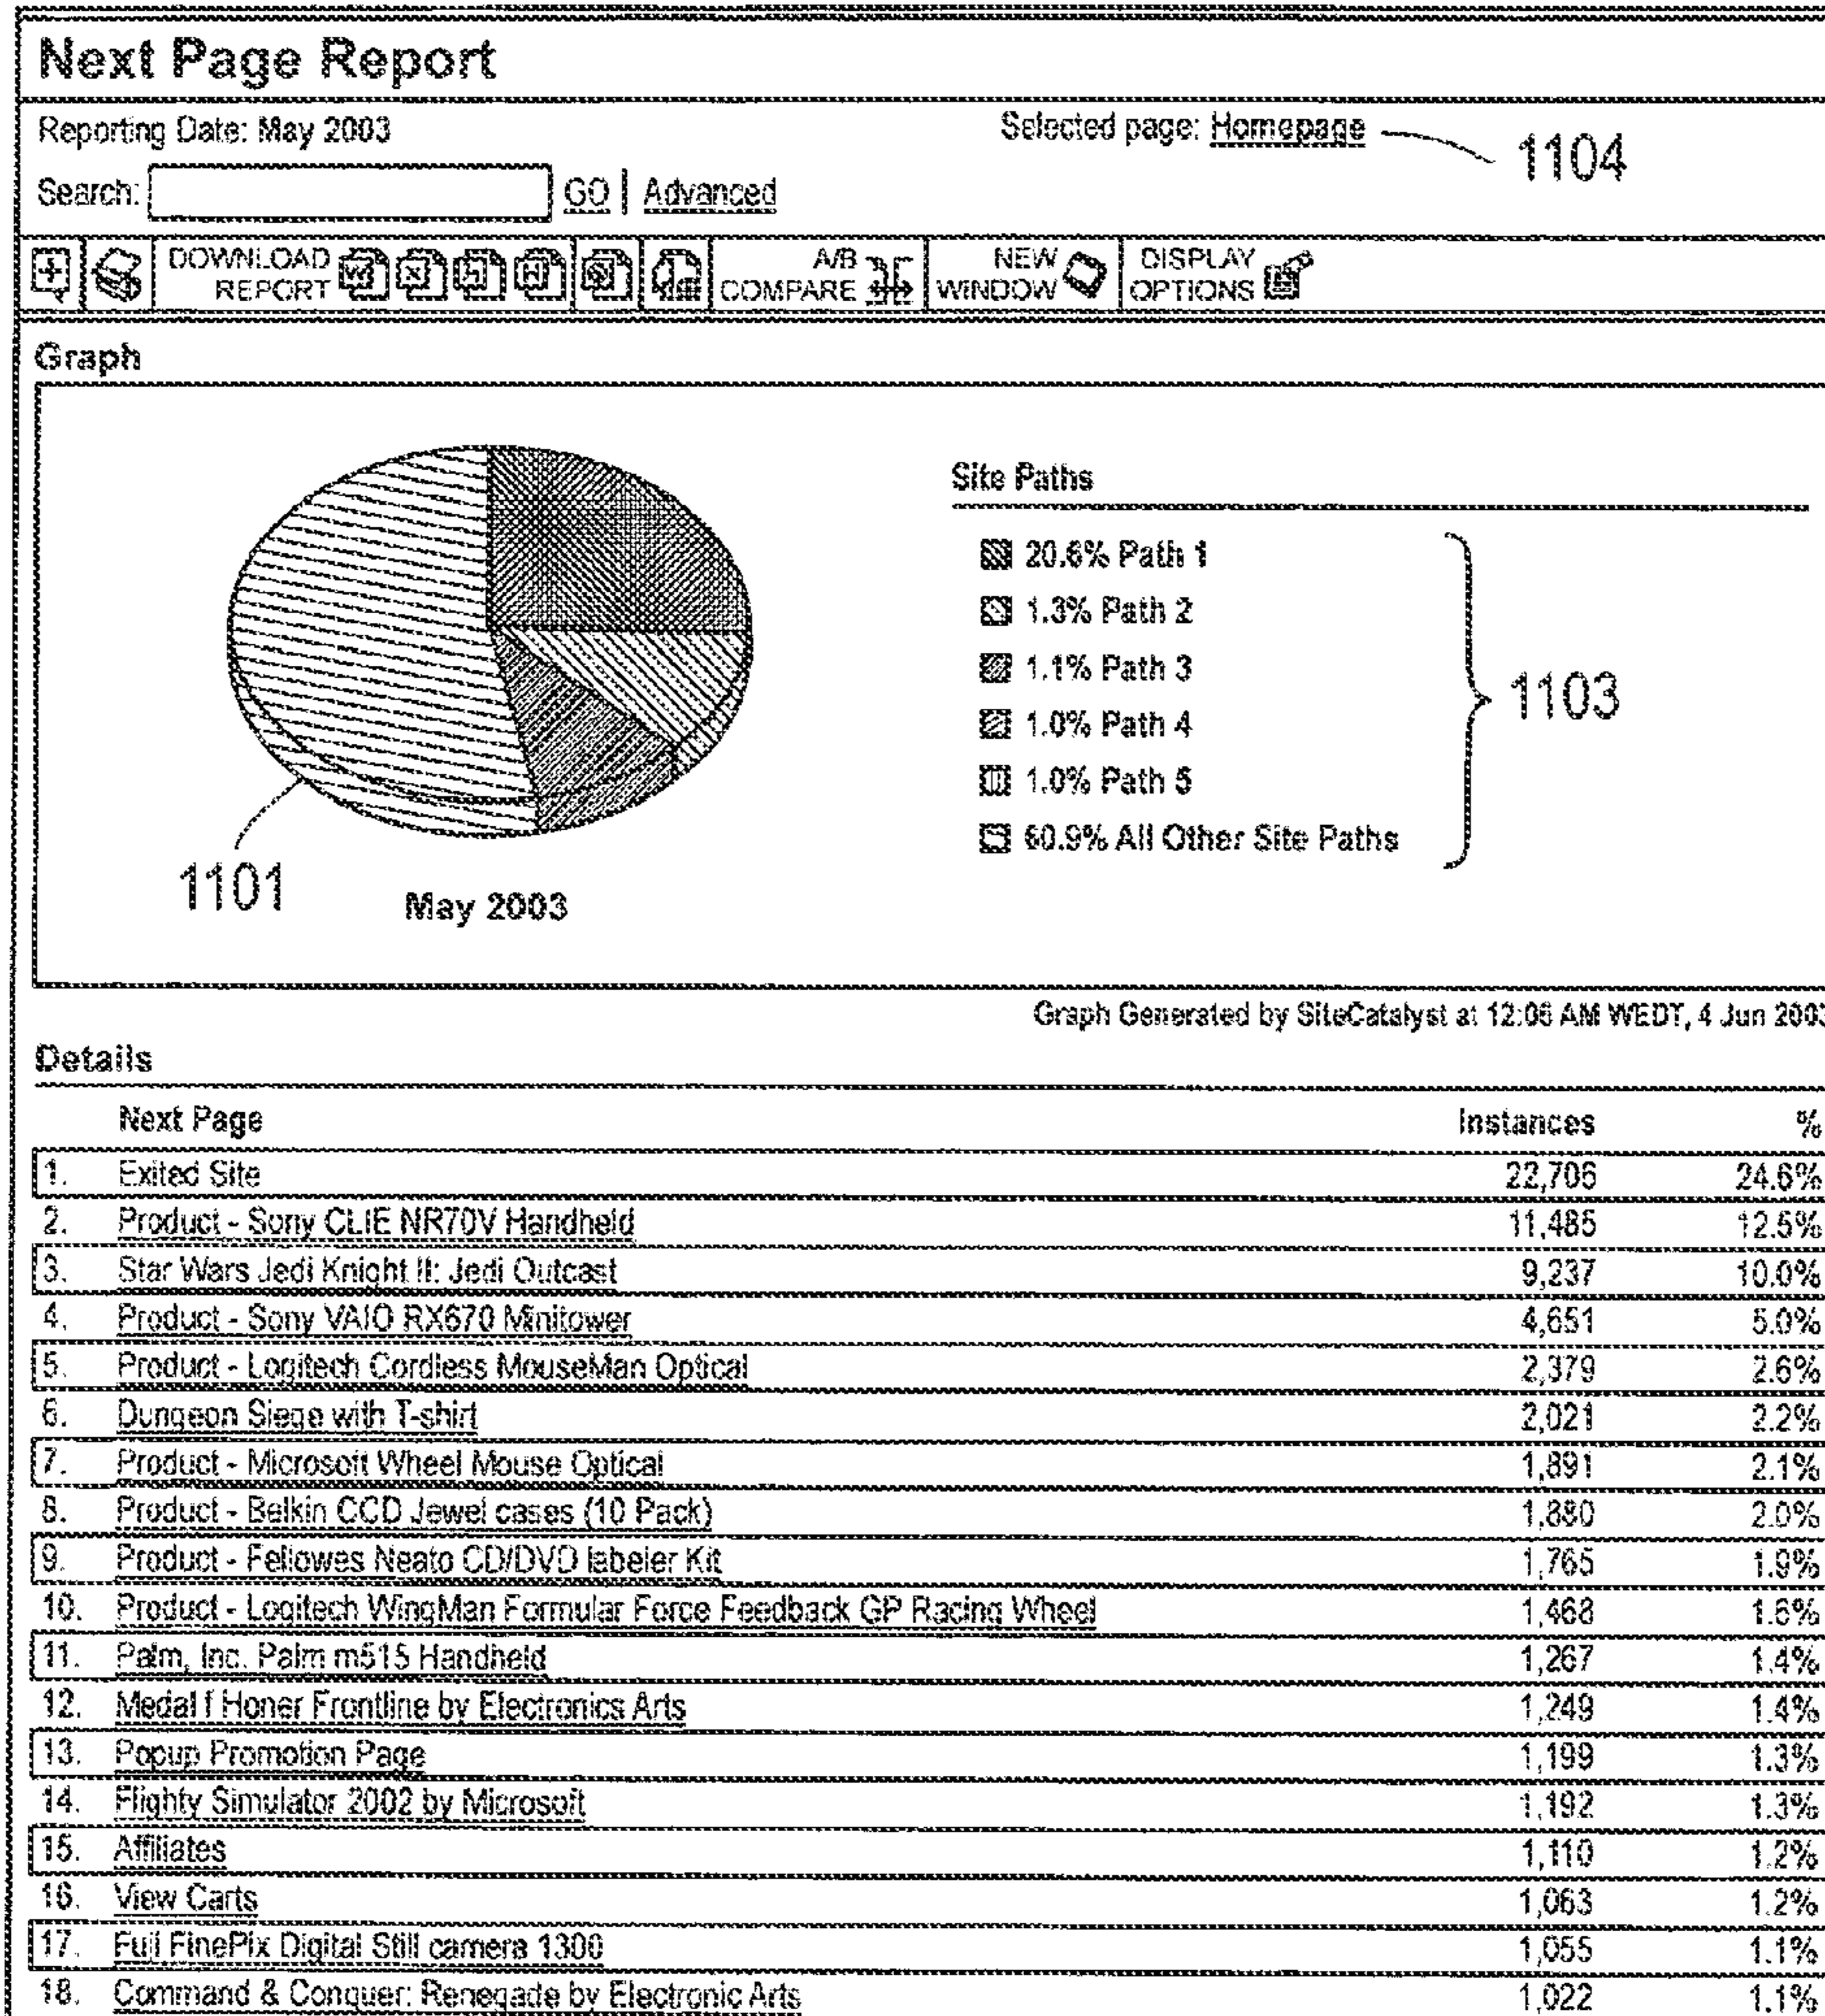 Next Page Report
Reporting Date: May 2003
Selected page: Homepage
1104
Search: GO | Advanced
DOWNLOAD REPORT
A/B COMPARE
NEW WINDOW
DISPLAY OPTIONS
Graph
Site Paths
20.6% Path 1
1.3% Path 2
1.1% Path 3
1.0% Path 4
1.0% Path 5
60.9% All Other Site Paths
1103
1101
May 2003
Graph Generated by SiteCatalyst at 12:06 AM WEDT, 4 Jun 2003
Details
Next Page Instances %
1. Exited Site 22,706 24.6%
2. Product - Sony CLIE NR70V Handheld 11,485 12.5%
3. Star Wars Jedi Knight II: Jedi Outcast 9,237 10.0%
4. Product - Sony VAIO RX670 Minitower 4,651 5.0%
5. Product - Logitech Cordless MouseMan Optical 2,379 2.6%
6. Dungeon Siege with T-shirt 2,021 2.2%
7. Product - Microsoft Wheel Mouse Optical 1,891 2.1%
8. Product - Belkin CCD Jewel cases (10 Pack) 1,880 2.0%
9. Product - Fellowes Neato CD/DVD labeler Kit 1,765 1.9%
10. Product - Logitech WingMan Formular Force Feedback GP Racing Wheel 1,468 1.6%
11. Palm, Inc. Palm m515 Handheld 1,267 1.4%
12. Medal f Honer Frontline by Electronics Arts 1,249 1.4%
13. Popup Promotion Page 1,199 1.3%
14. Flighty Simulator 2002 by Microsoft 1,192 1.3%
15. Affiliates 1,110 1.2%
16. View Carts 1,063 1.2%
17. Fuji FinePix Digital Still camera 1300 1,055 1.1%
18. Command & Conquer: Renegade by Electronic Arts 1,022 1.1%